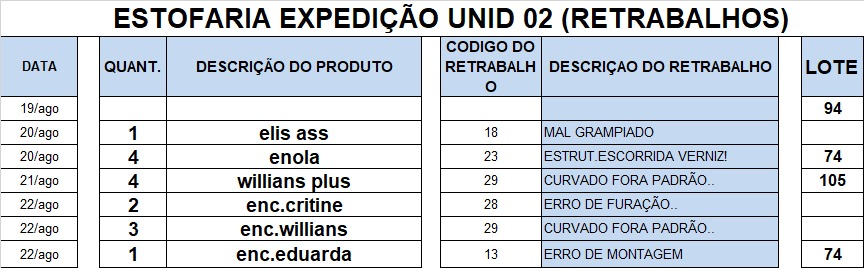 ESTOFARIA EXPEDIÇÃO UNID 02 (RETRABALHOS)
DATA QUANT. DESCRIÇÃO DO PRODUTO CODIGO DO RETRABALHO DESCRIÇAO DO RETRABALHO LOTE
19/ago 94
20/ago 1 elis ass 18 MAL GRAMPIADO
20/ago 4 enola 23 ESTRUT.ESCORRIDA VERNIZ! 74
21/ago 4 willians plus 29 CURVADO FORA PADRÃO.. 105
22/ago 2 enc.critine 28 ERRO DE FURAÇÃO..
22/ago 3 enc.willians 29 CURVADO FORA PADRÃO..
22/ago 1 enc.eduarda 13 ERRO DE MONTAGEM 74